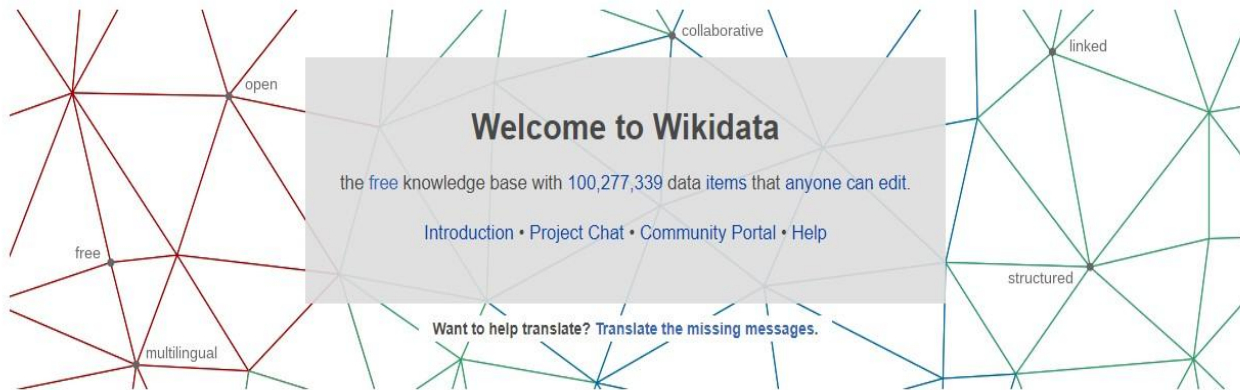 collaborative
linked
open
Welcome to Wikidata
the free knowledge base with 100,277,339 data items that anyone can edit.
Introduction • Project Chat • Community Portal • Help
free
structured
Want to help translate? Translate the missing messages.
multilingual